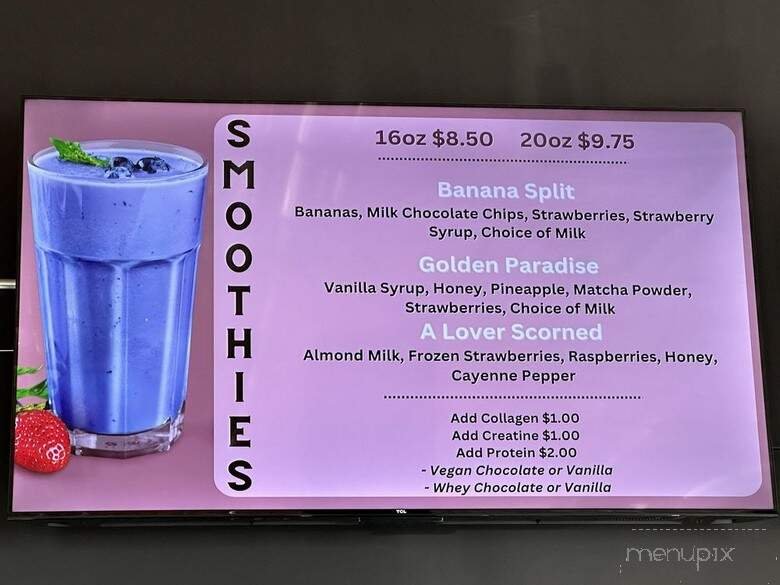 SMOOTHIES
16oz $8.50 20oz $9.75
Banana Split
Bananas, Milk Chocolate Chips, Strawberries, Strawberry
Syrup, Choice of Milk
Golden Paradise
Vanilla Syrup, Honey, Pineapple, Matcha Powder,
Strawberries, Choice of Milk
A Lover Scorned
Almond Milk, Frozen Strawberries, Raspberries, Honey,
Cayenne Pepper
Add Collagen $1.00
Add Creatine $1.00
Add Protein $2.00
- Vegan Chocolate or Vanilla
- Whey Chocolate or Vanilla
TCL
menupix